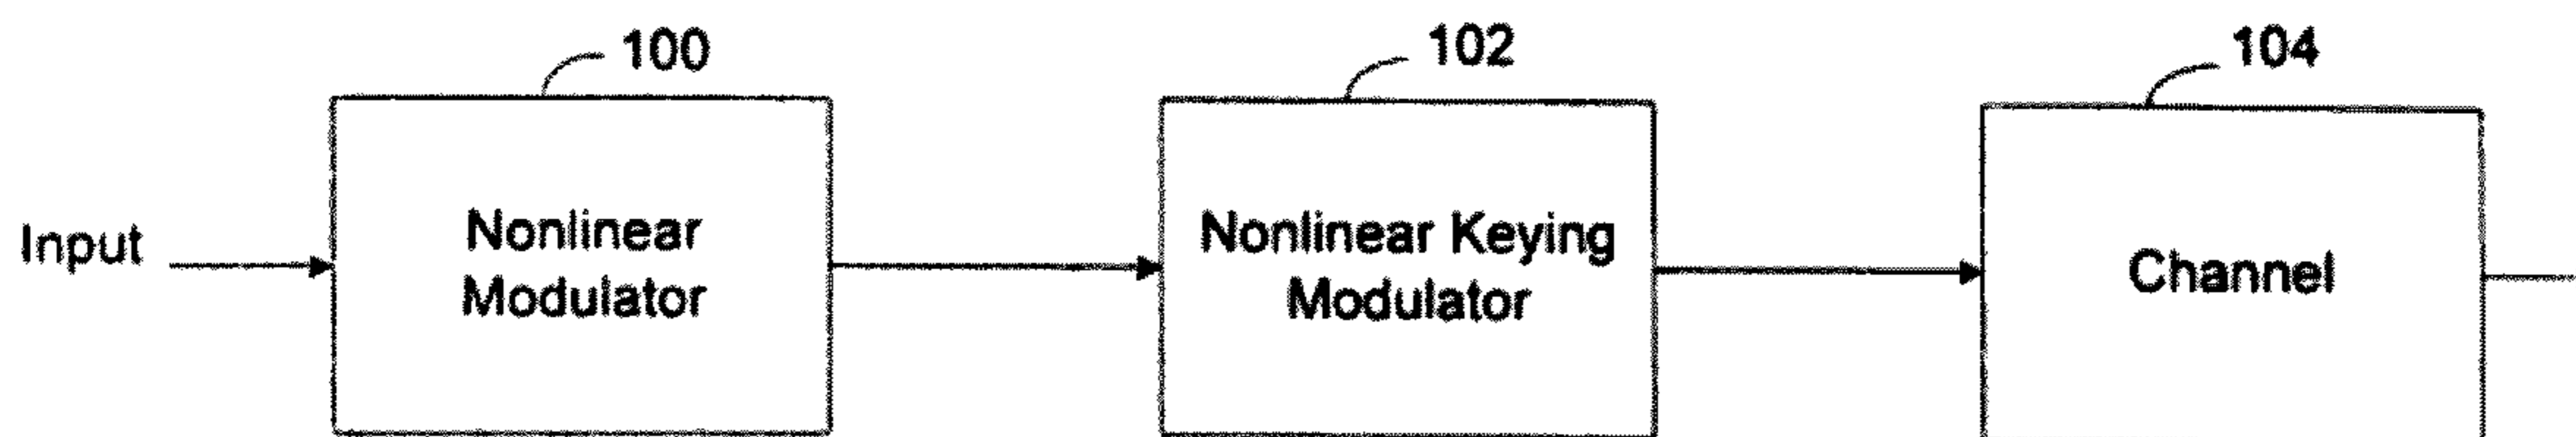 100
102
104
Input
Nonlinear
Modulator
Nonlinear Keying
Modulator
Channel